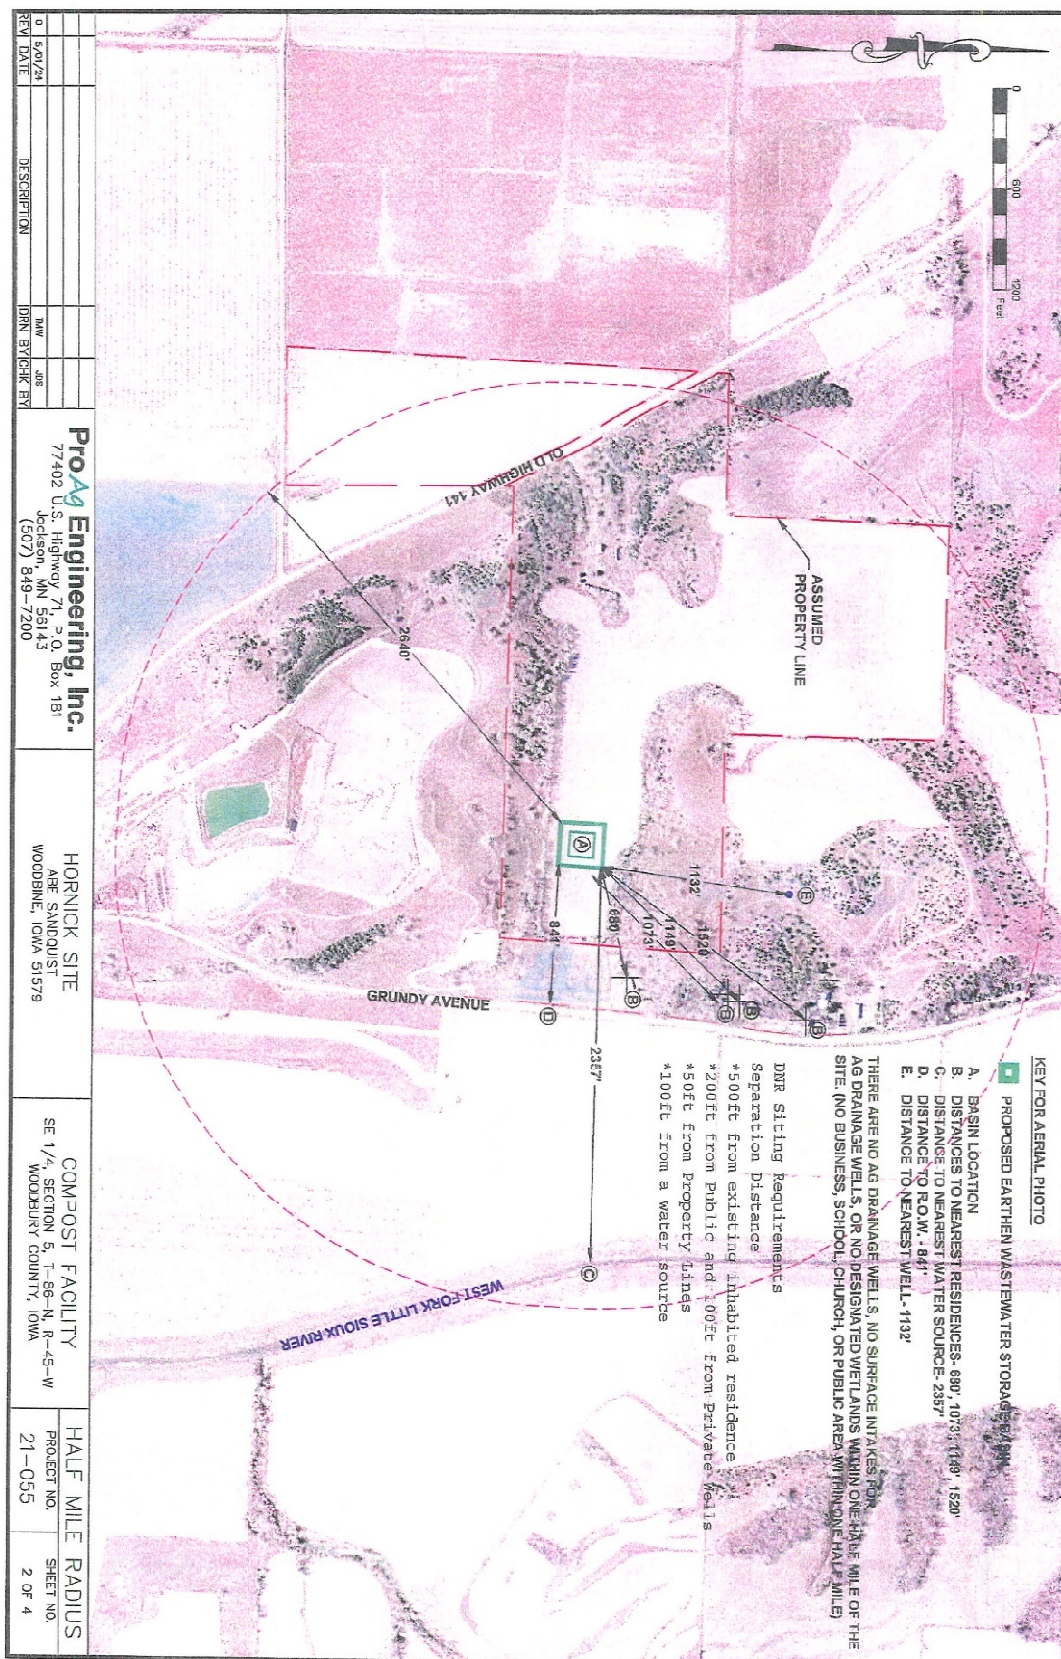 0 600 1200
Feet
KEY FOR AERIAL PHOTO
PROPOSED EARTHEN WASTEWATER STORAGE BASIN
A. BASIN LOCATION
B. DISTANCES TO NEAREST RESIDENCES- 680', 1073', 1149', 1520'
C. DISTANCE TO NEAREST WATER SOURCE- 2357'
D. DISTANCE TO R.O.W. - 841'
E. DISTANCE TO NEAREST WELL - 1132'
THERE ARE NO AG DRAINAGE WELLS, NO SURFACE INTAKES FOR
AG DRAINAGE WELLS, OR NO DESIGNATED WETLANDS WITHIN ONE-HALF MILE OF THE
SITE. (NO BUSINESS, SCHOOL, CHURCH, OR PUBLIC AREA WITHIN ONE HALF MILE)
DNR Siting Requirements
Separation Distance
*500ft from existing inhabited residence
*200ft from Public and 100ft from Private Wells
*50ft from Property Lines
*100ft from a water source
ASSUMED
PROPERTY LINE
OLD HIGHWAY 141
2640'
A
E
1132'
1520'
1149'
1073'
680'
841'
B
B
B
B
D
GRUNDY AVENUE
2357'
C
WEST FORK LITTLE SIOUX RIVER
0 5/01/24 TMW JDS
REV DATE DESCRIPTION DRN BY CHK BY
ProAg Engineering, Inc.
77402 U.S. Highway 71, P.O. Box 181
Jackson, MN 56143
(507) 849-7200
HORNICK SITE
ABE SANDQUIST
WOODBINE, IOWA 51579
COMPOST FACILITY
SE 1/4, SECTION 5, T-86-N, R-45-W
WOODBURY COUNTY, IOWA
HALF MILE RADIUS
PROJECT NO. SHEET NO.
21-055 2 OF 4